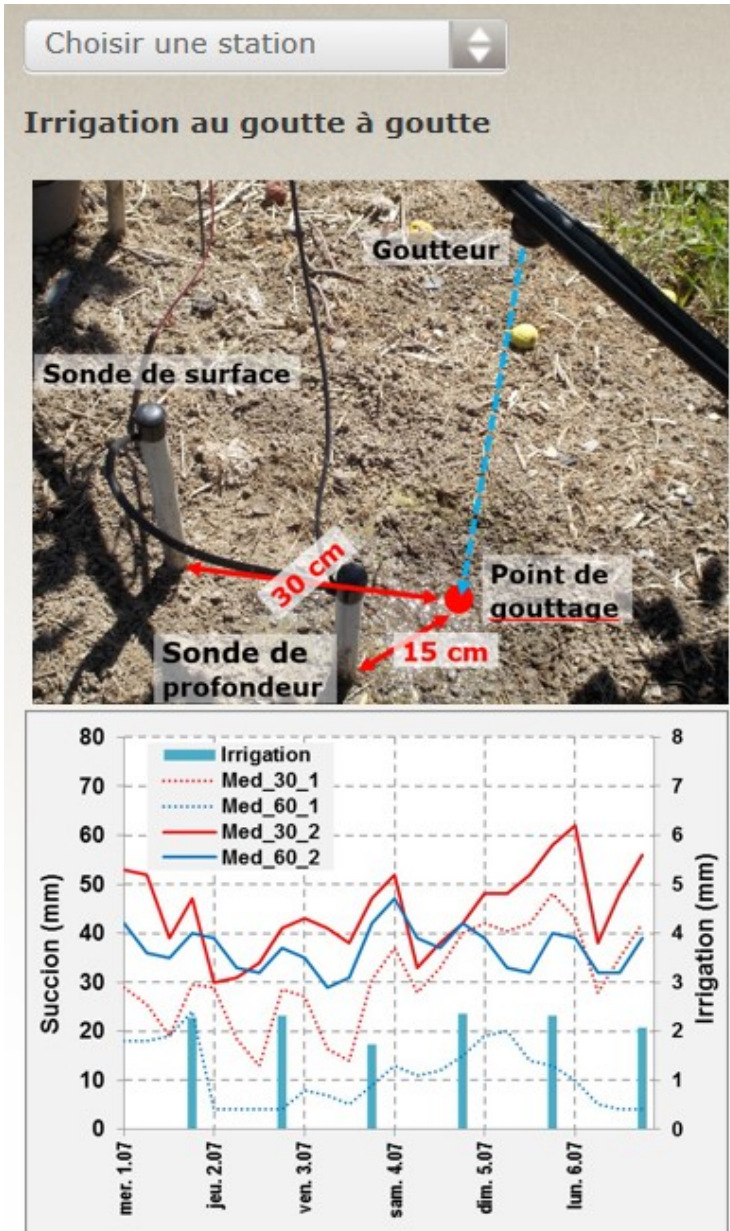 Choisir une station
Irrigation au goutte à goutte
Goutteur
Sonde de surface
30 cm
Point de
gouttage
15 cm
Sonde de
profondeur
80
70
60
50
40
30
20
10
0
Succion (mm)
Irrigation
Med_30_1
Med_60_1
Med_30_2
Med_60_2
8
7
6
5
4
3
2
1
0
Irrigation (mm)
mer. 1.07
jeu. 2.07
ven. 3.07
sam. 4.07
dim. 5.07
lun. 6.07